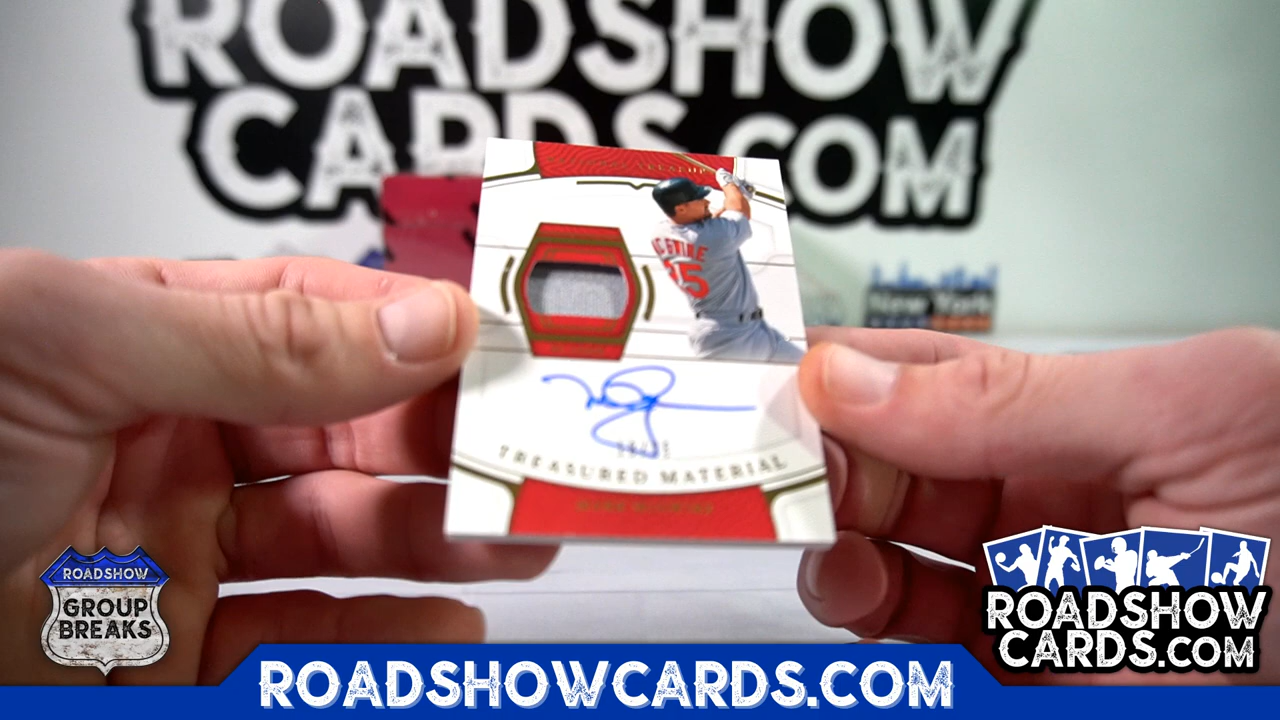 ROADSHOW
CARDS.COM
McGWIRE
25
TREASURED MATERIAL
New York
ROADSHOW
GROUP
BREAKS
ROADSHOW
CARDS.COM
ROADSHOWCARDS.COM